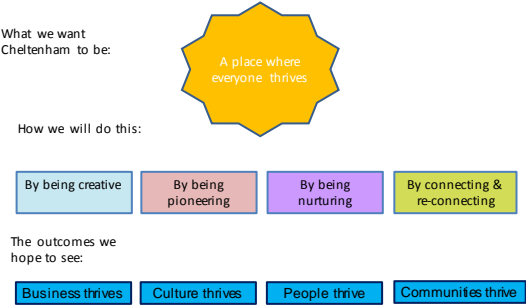 What we want
Cheltenham to be:
A place where
everyone thrives
How we will do this:
By being creative
By being
pioneering
By being
nurturing
By connecting &
re-connecting
The outcomes we
hope to see:
Business thrives
Culture thrives
People thrive
Communities thrive